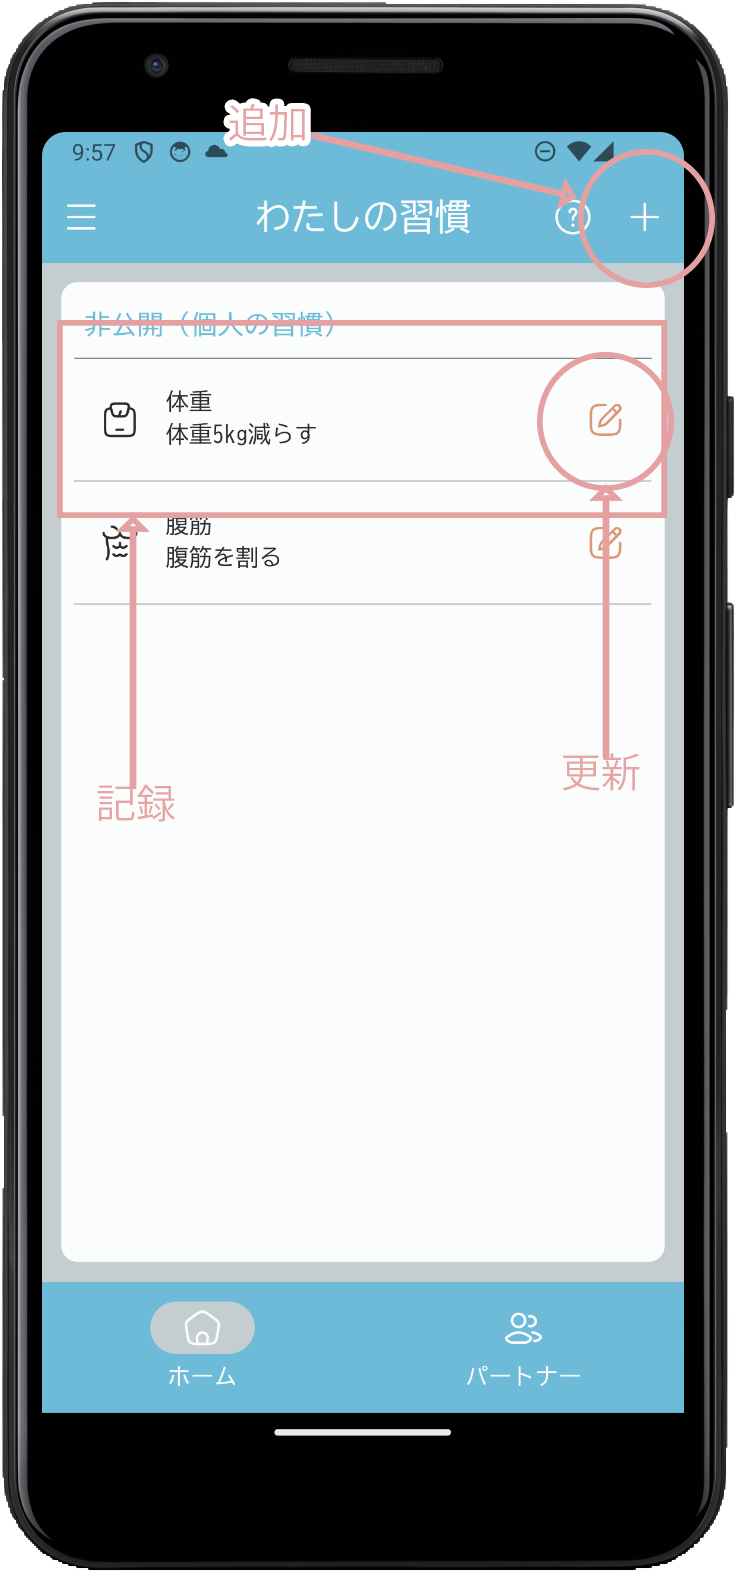 追加
9:57
わたしの習慣
非公開（個人の習慣）
体重
体重5kg減らす
腹筋
腹筋を割る
更新
記録
ホーム
パートナー